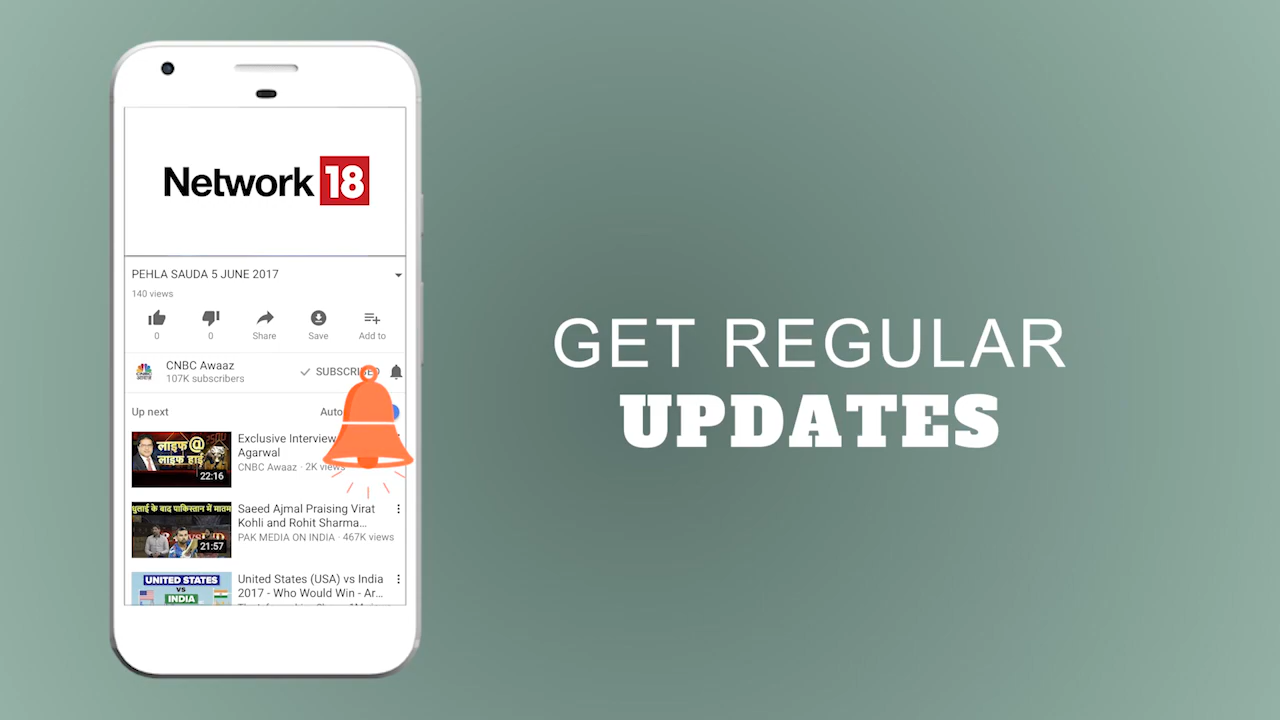 Network 18
PEHLA SAUDA 5 JUNE 2017
140 views
0 0 Share Save Add to
CNBC Awaaz
107K subscribers
SUBSCRIBED
Up next
लाइफ @
लाइफ हाई
22:16
Exclusive Interview
Agarwal
CNBC Awaaz · 2K views
के बाद पाकिस्तान में मातम
21:57
Saeed Ajmal Praising Virat
Kohli and Rohit Sharma...
PAK MEDIA ON INDIA · 467K views
UNITED STATES
VS
INDIA
United States (USA) vs India
2017 - Who Would Win - Ar...
GET REGULAR
UPDATES